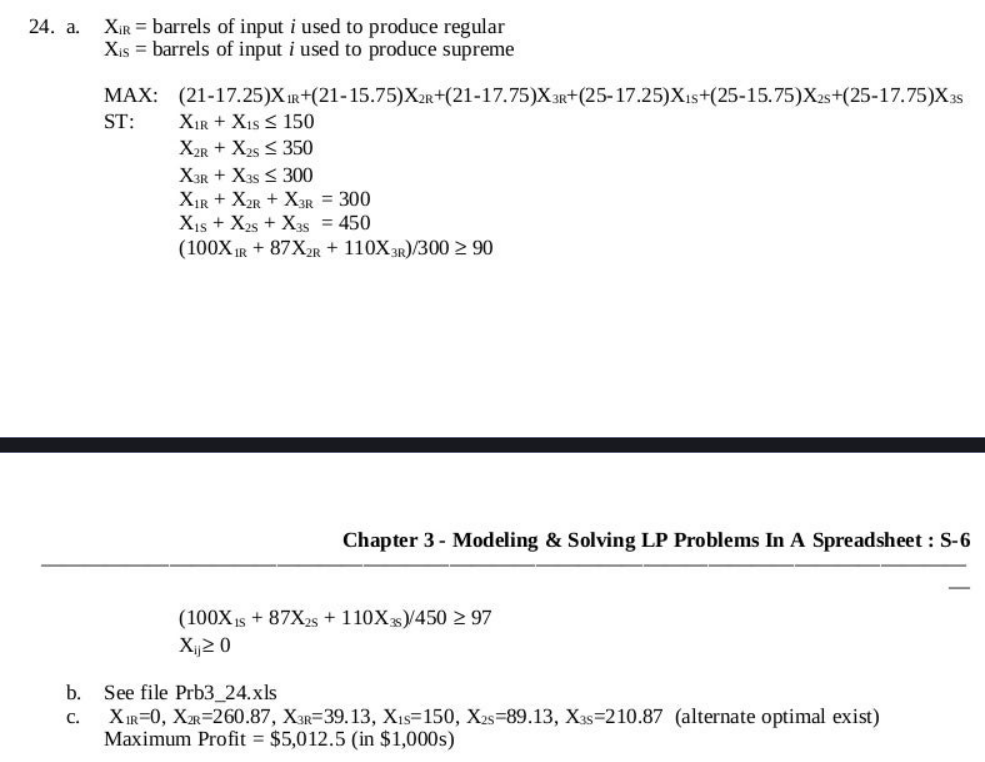 24. a. XiR = barrels of input i used to produce regular
XiS = barrels of input i used to produce supreme
MAX: (21-17.25)X1R+(21-15.75)X2R+(21-17.75)X3R+(25-17.25)X1S+(25-15.75)X2S+(25-17.75)X3S
ST: X1R + X1S ≤ 150
X2R + X2S ≤ 350
X3R + X3S ≤ 300
X1R + X2R + X3R = 300
X1S + X2S + X3S = 450
(100X1R + 87X2R + 110X3R)/300 ≥ 90
Chapter 3 - Modeling & Solving LP Problems In A Spreadsheet : S-6
(100X1S + 87X2S + 110X3S)/450 ≥ 97
Xij≥ 0
b. See file Prb3_24.xls
c. X1R=0, X2R=260.87, X3R=39.13, X1S=150, X2S=89.13, X3S=210.87 (alternate optimal exist)
Maximum Profit = $5,012.5 (in $1,000s)